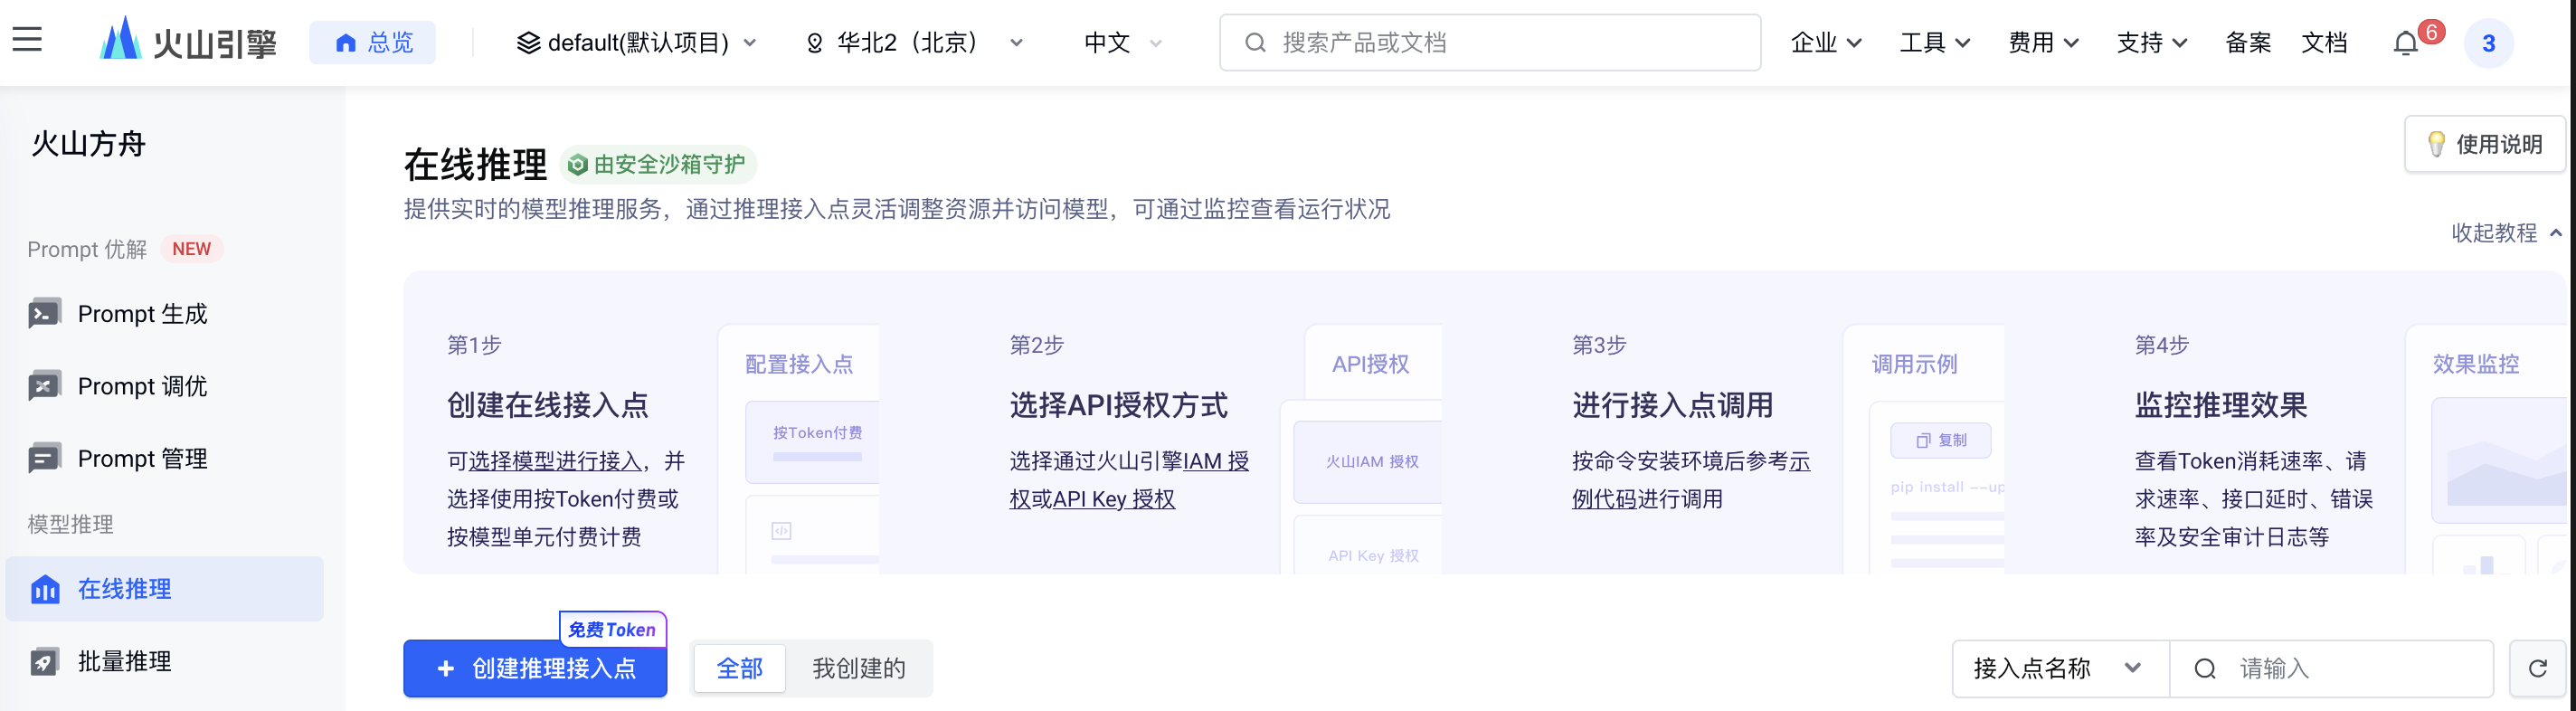 火山引擎
总览
default(默认项目)
华北2（北京）
中文
搜索产品或文档
企业
工具
费用
支持
备案
文档
6
3
火山方舟
Prompt 优解 NEW
Prompt 生成
Prompt 调优
Prompt 管理
模型推理
在线推理
批量推理
在线推理 由安全沙箱守护
使用说明
提供实时的模型推理服务，通过推理接入点灵活调整资源并访问模型，可通过监控查看运行状况
收起教程
第1步
创建在线接入点
可选择模型进行接入，并
选择使用按Token付费或
按模型单元付费计费
配置接入点
按Token付费
第2步
选择API授权方式
选择通过火山引擎IAM 授
权或API Key 授权
API授权
火山IAM 授权
API Key 授权
第3步
进行接入点调用
按命令安装环境后参考示
例代码进行调用
调用示例
复制
pip install --up
第4步
监控推理效果
查看Token消耗速率、请
求速率、接口延时、错误
率及安全审计日志等
效果监控
免费Token
+ 创建推理接入点
全部
我创建的
接入点名称
请输入